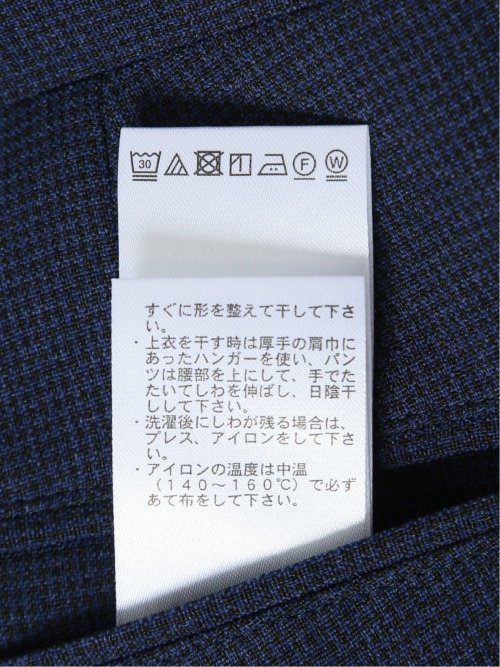 30 F W
すぐに形を整えて干して下さ
い。
・上衣を干す時は厚手の肩巾に
あったハンガーを使い、パン
ツは腰部を上にして、手でた
たいてしわを伸ばし、日陰干
しして下さい。
・洗濯後にしわが残る場合は、
プレス、アイロンをして下さ
い。
・アイロンの温度は中温
(140～160℃)で必ず
あて布をして下さい。